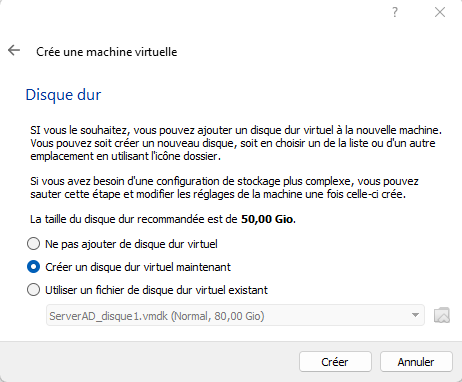 ?
Crée une machine virtuelle
Disque dur
SI vous le souhaitez, vous pouvez ajouter un disque dur virtuel à la nouvelle machine.
Vous pouvez soit créer un nouveau disque, soit en choisir un de la liste ou d'un autre
emplacement en utilisant l'icône dossier.
Si vous avez besoin d'une configuration de stockage plus complexe, vous pouvez
sauter cette étape et modifier les réglages de la machine une fois celle-ci crée.
La taille du disque dur recommandée est de 50,00 Gio.
Ne pas ajouter de disque dur virtuel
Créer un disque dur virtuel maintenant
Utiliser un fichier de disque dur virtuel existant
ServerAD_disque1.vmdk (Normal, 80,00 Gio)
Créer
Annuler